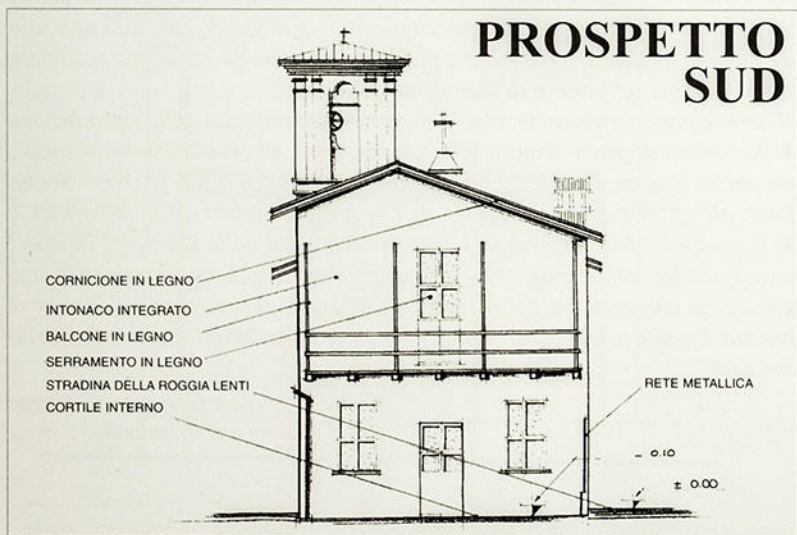 PROSPETTO
SUD
CORNICIONE IN LEGNO
INTONACO INTEGRATO
BALCONE IN LEGNO
SERRAMENTO IN LEGNO
STRADINA DELLA ROGGIA LENTI
CORTILE INTERNO
RETE METALLICA
- 0.10
± 0.00